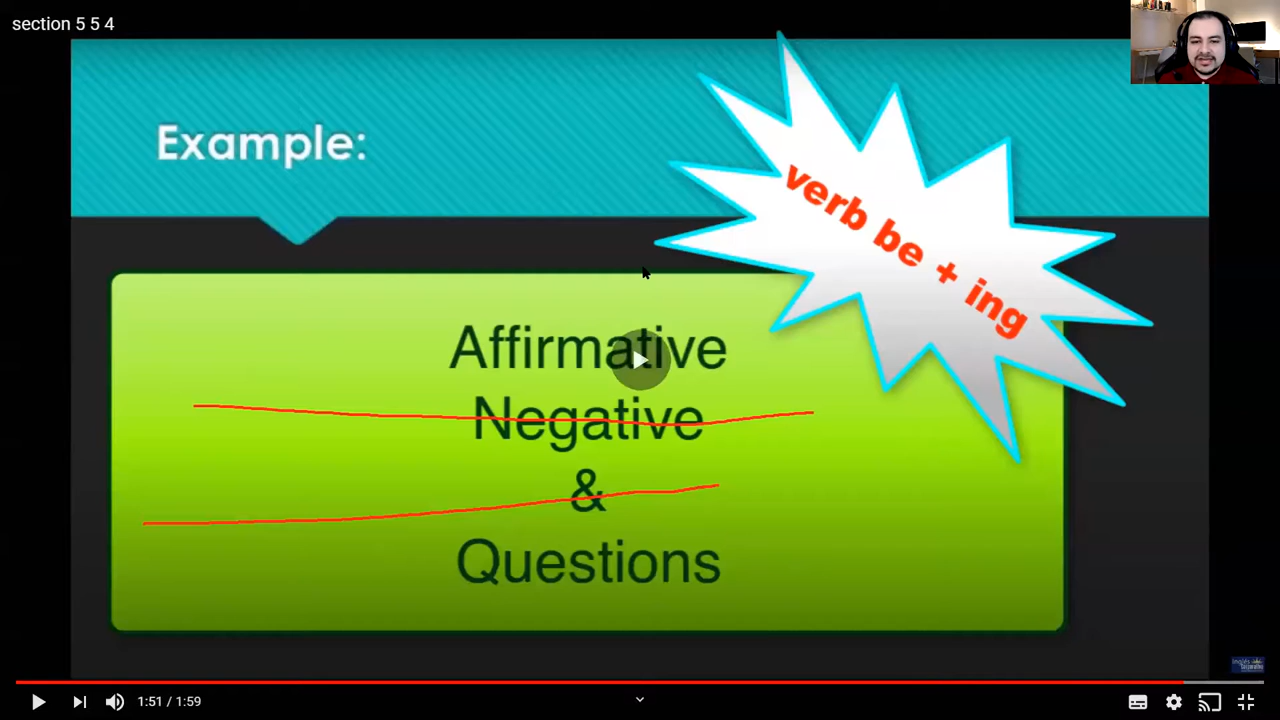 section 5 5 4
Example:
verb be + ing
Affirmative
Negative
&
Questions
1:51 / 1:59